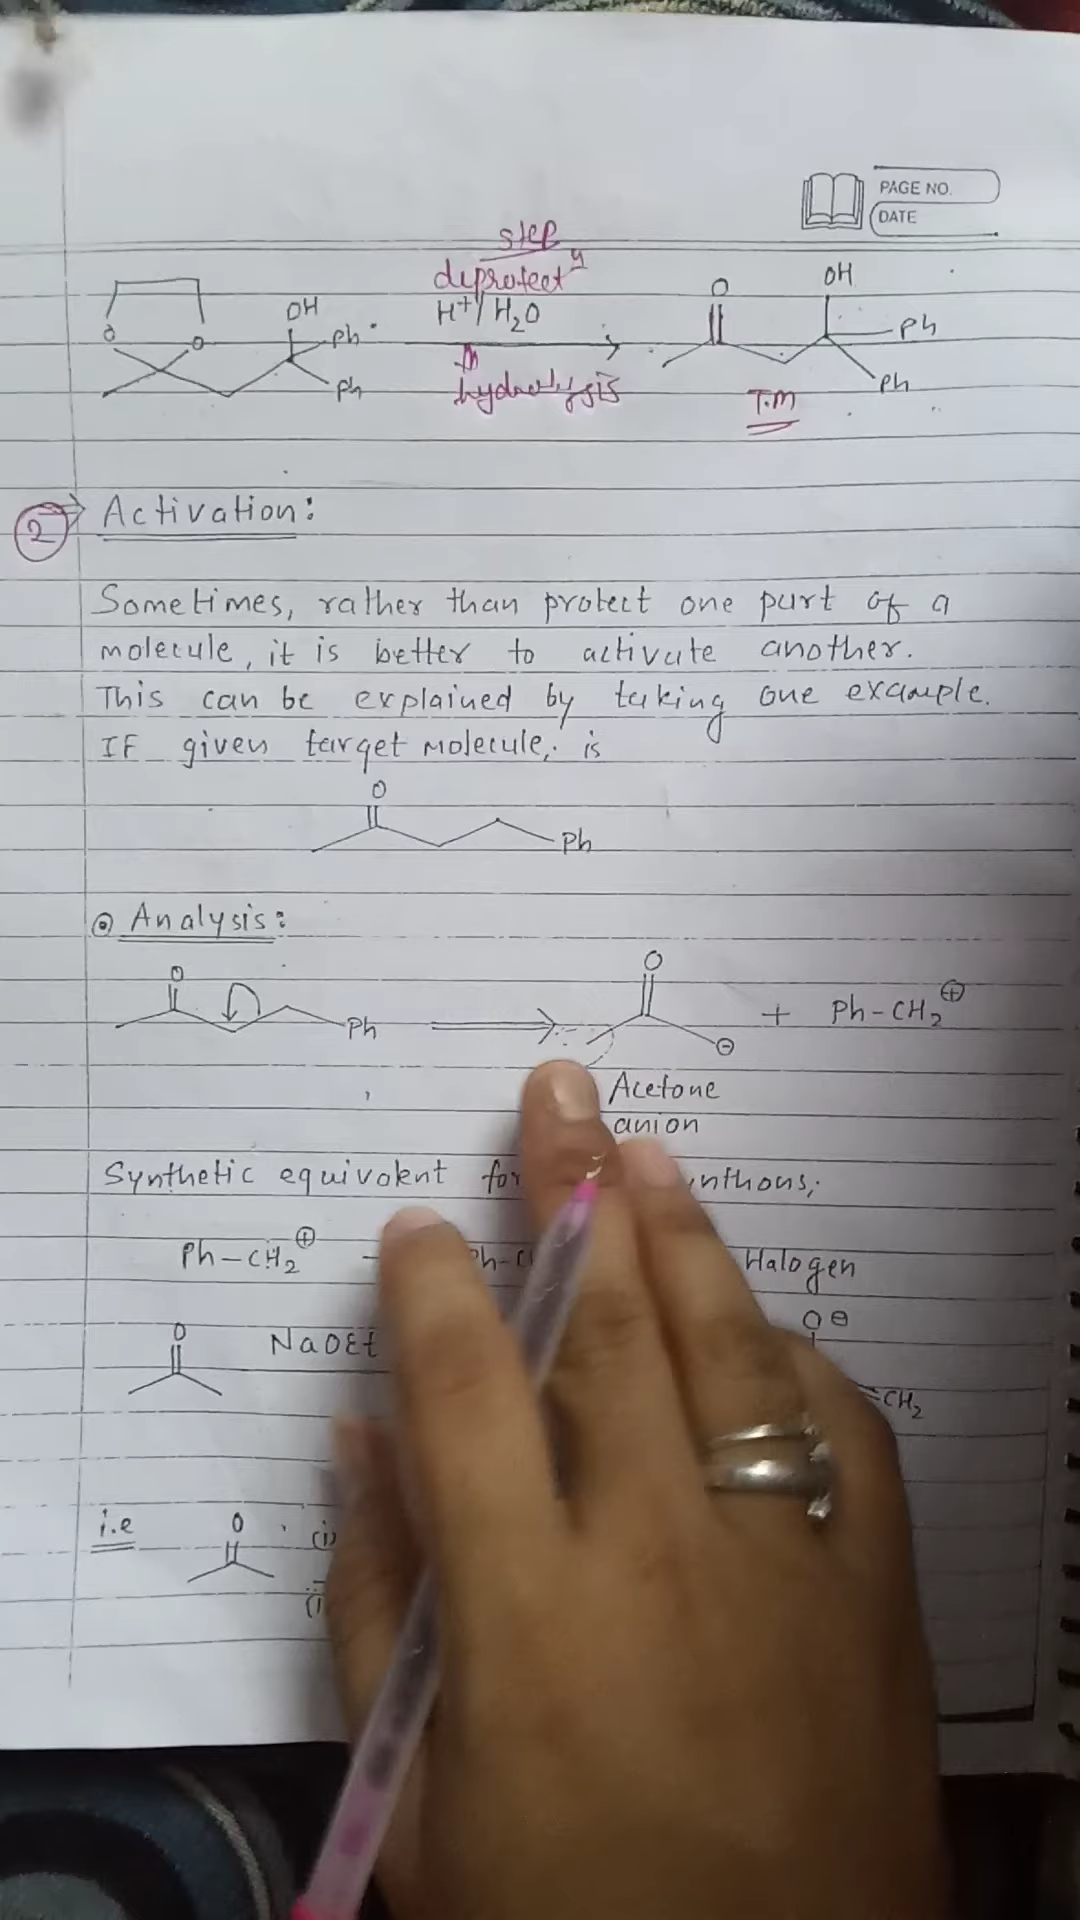 PAGE NO.
DATE
step
deprotectⁿ
H⁺/H₂O
hydrolysis
O
O
OH
Ph
Ph
O
OH
Ph
Ph
T.M
2 ⇒ Activation:
Sometimes, rather than protect one part of a
molecule, it is better to activate another.
This can be explained by taking one example.
IF given target molecule, is
O
Ph
Analysis:
O
Ph
O
⊖
+ Ph-CH₂⊕
Acetone
anion
Synthetic equivalent for
Ph-CH₂⊕
Halogen
O
NaOEt
O⊖
=CH₂
i.e
O
(i)